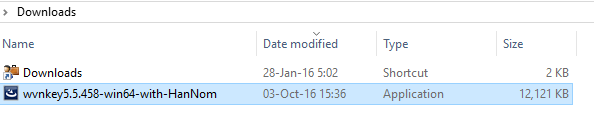 > Downloads
Name Date modified Type Size
Downloads 28-Jan-16 5:02 Shortcut 2 KB
wvnkey5.5.458-win64-with-HanNom 03-Oct-16 15:36 Application 12,121 KB